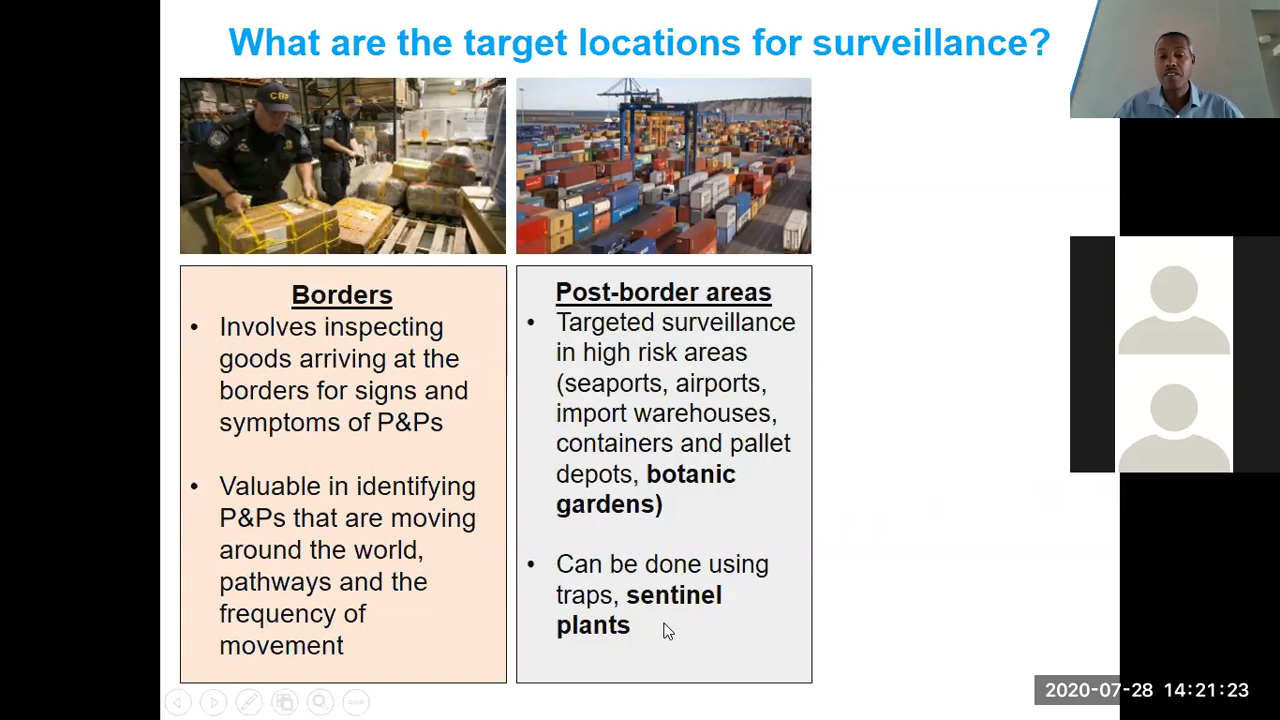 What are the target locations for surveillance?
CBP
Borders
• Involves inspecting
goods arriving at the
borders for signs and
symptoms of P&Ps
• Valuable in identifying
P&Ps that are moving
around the world,
pathways and the
frequency of
movement
Post-border areas
• Targeted surveillance
in high risk areas
(seaports, airports,
import warehouses,
containers and pallet
depots, botanic
gardens)
• Can be done using
traps, sentinel
plants
2020-07-28 14:21:23